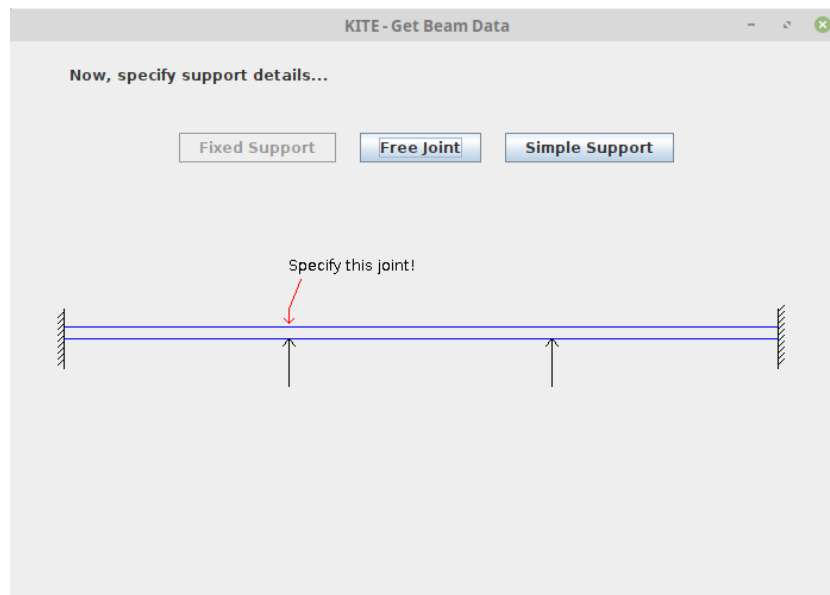 KITE - Get Beam Data
Now, specify support details...
Fixed Support
Free Joint
Simple Support
Specify this joint!